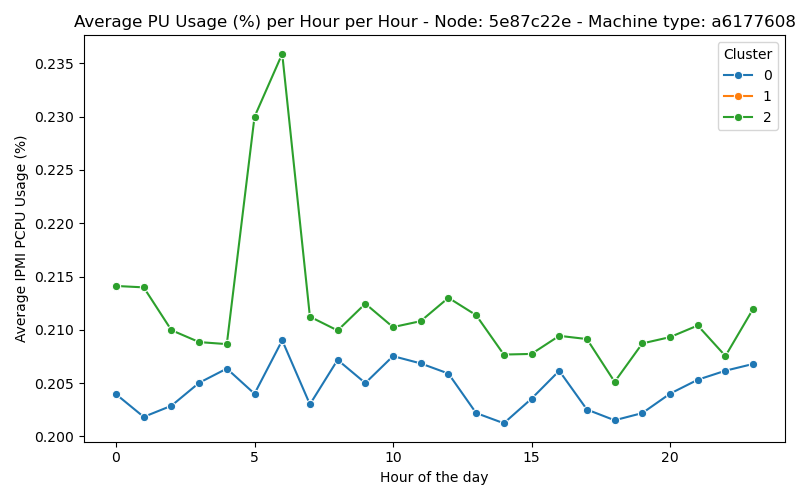 Average PU Usage (%) per Hour per Hour - Node: 5e87c22e - Machine type: a6177608
Cluster
0
1
2
0.235
0.230
0.225
0.220
0.215
0.210
0.205
0.200
Average IPMI PCPU Usage (%)
0 5 10 15 20
Hour of the day